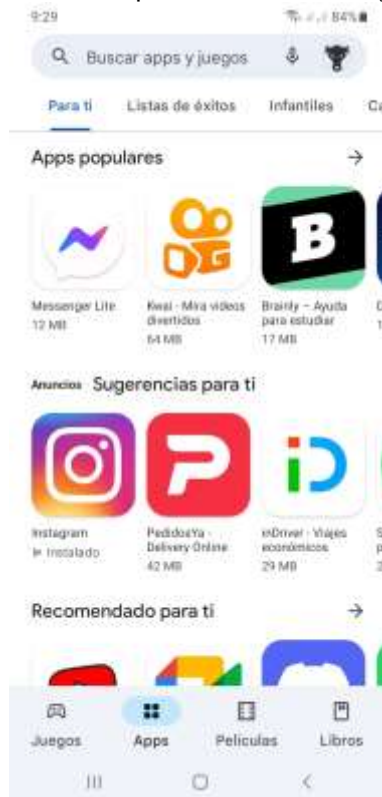 9:29
84%
Buscar apps y juegos
Para ti
Listas de éxitos
Infantiles
Ca
Apps populares
B
Messenger Lite
12 MB
Kwai - Mira videos
divertidos
64 MB
Brainly – Ayuda
para estudiar
17 MB
Anuncios Sugerencias para ti
Instagram
Instalado
PedidosYa -
Delivery Online
42 MB
iD
inDriver - Viajes
económicos
29 MB
Recomendado para ti
Juegos
Apps
Películas
Libros